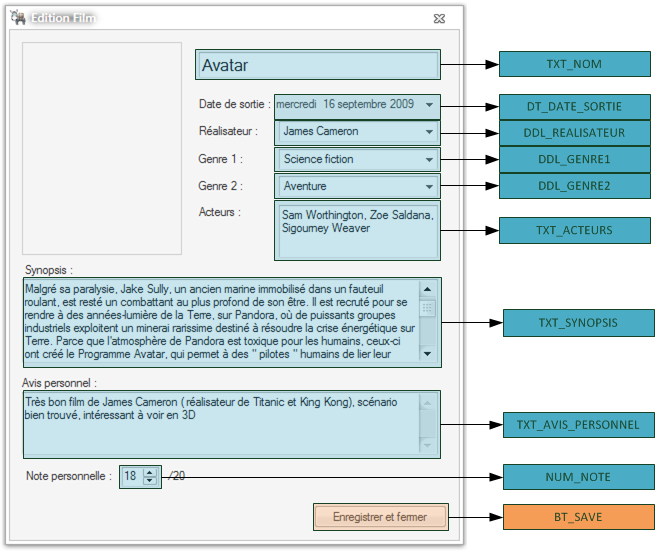 Edition Film
Avatar
TXT_NOM
Date de sortie :
mercredi 16 septembre 2009
DT_DATE_SORTIE
Réalisateur :
James Cameron
DDL_REALISATEUR
Genre 1 :
Science fiction
DDL_GENRE1
Genre 2 :
Aventure
DDL_GENRE2
Acteurs :
Sam Worthington, Zoe Saldana,
Sigourney Weaver
TXT_ACTEURS
Synopsis :
Malgré sa paralysie, Jake Sully, un ancien marine immobilisé dans un fauteuil
roulant, est resté un combattant au plus profond de son être. Il est recruté pour se
rendre à des années-lumière de la Terre, sur Pandora, où de puissants groupes
industriels exploitent un minerai rarissime destiné à résoudre la crise énergétique sur
Terre. Parce que l'atmosphère de Pandora est toxique pour les humains, ceux-ci
ont créé le Programme Avatar, qui permet à des " pilotes " humains de lier leur
TXT_SYNOPSIS
Avis personnel :
Très bon film de James Cameron ( réalisateur de Titanic et King Kong), scénario
bien trouvé, intéressant à voir en 3D
TXT_AVIS_PERSONNEL
Note personnelle :
18
/20
NUM_NOTE
Enregistrer et fermer
BT_SAVE